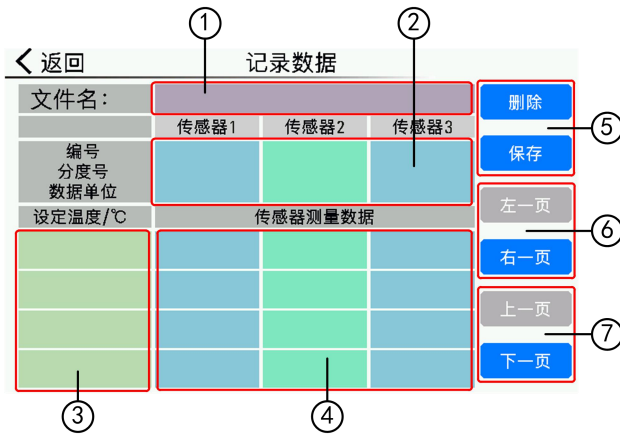 ① ②
返回 记录数据
文件名：
删除
传感器1 传感器2 传感器3
⑤
编号
分度号
数据单位
保存
左一页
设定温度/℃ 传感器测量数据
⑥
右一页
上一页
⑦
下一页
③ ④